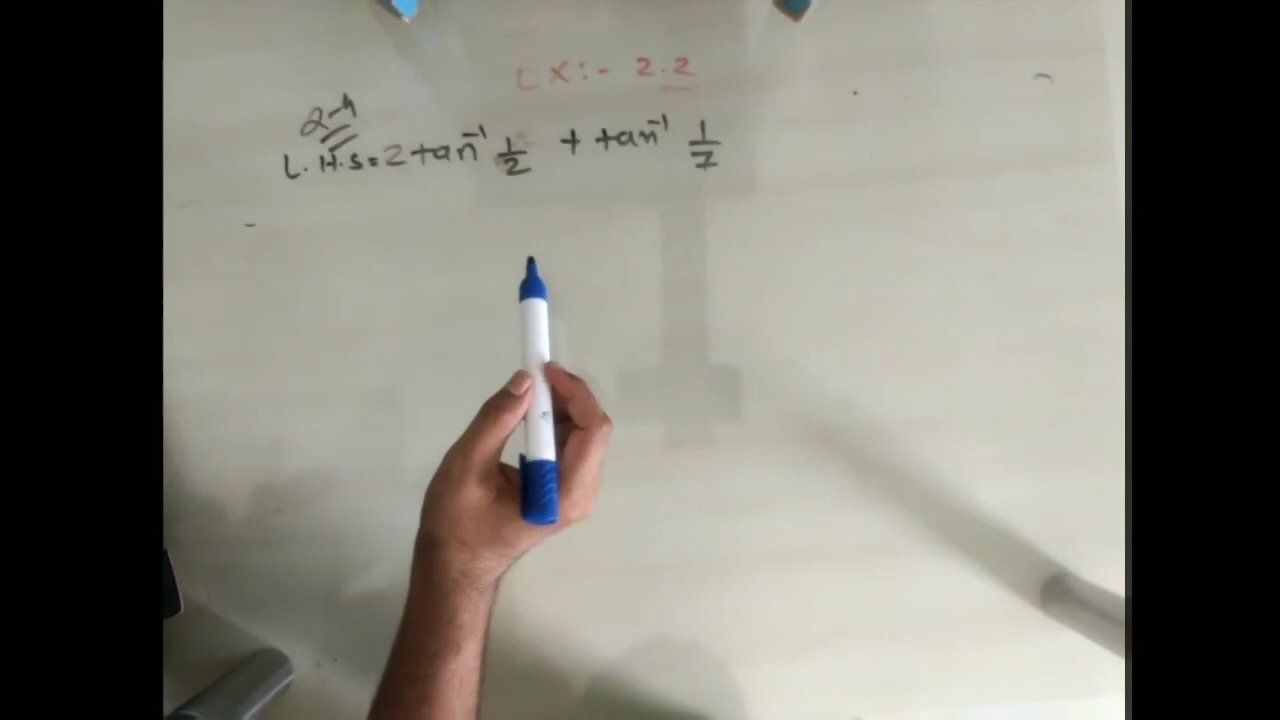 Ex:- 2.2
2-4
L.H.S = 2 tan⁻¹ 1/2 + tan⁻¹ 1/7